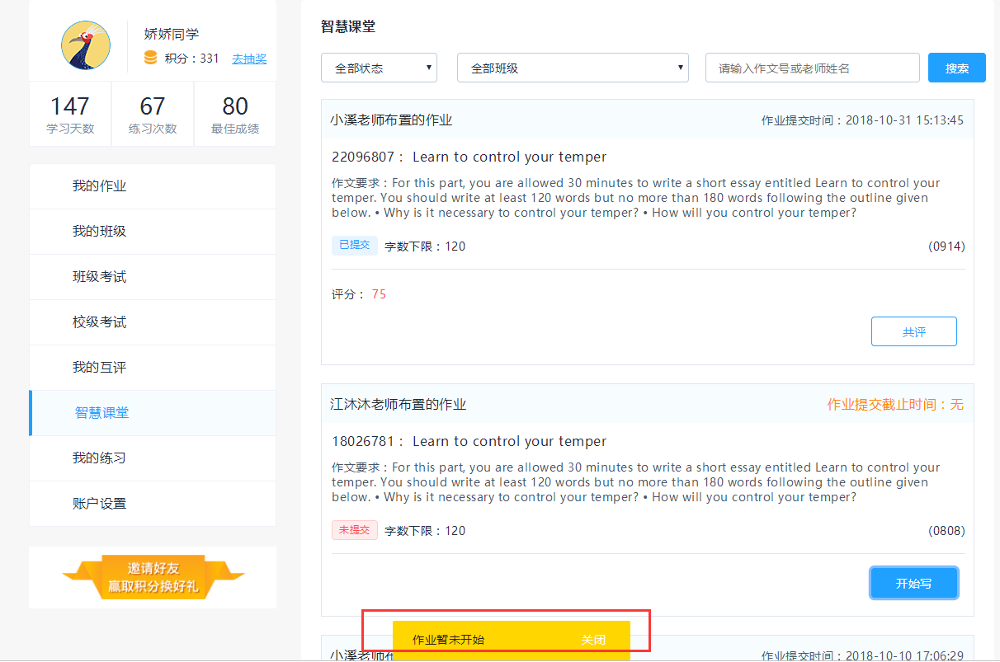 娇娇同学
积分：331 去抽奖
147 67 80
学习天数 练习次数 最佳成绩
我的作业
我的班级
班级考试
校级考试
我的互评
智慧课堂
我的练习
账户设置
邀请好友
赢取积分换好礼
智慧课堂
全部状态 全部班级 请输入作文号或老师姓名 搜索
小溪老师布置的作业 作业提交时间：2018-10-31 15:13:45
22096807： Learn to control your temper
作文要求：For this part, you are allowed 30 minutes to write a short essay entitled Learn to control your
temper. You should write at least 120 words but no more than 180 words following the outline given
below. • Why is it necessary to control your temper? • How will you control your temper?
已提交 字数下限：120 (0914)
评分： 75
共评
江沐沐老师布置的作业 作业提交截止时间：无
18026781： Learn to control your temper
作文要求：For this part, you are allowed 30 minutes to write a short essay entitled Learn to control your
temper. You should write at least 120 words but no more than 180 words following the outline given
below. • Why is it necessary to control your temper? • How will you control your temper?
未提交 字数下限：120 (0808)
开始写
作业暂未开始 关闭
小溪老师布 作业提交时间：2018-10-10 17:06:29